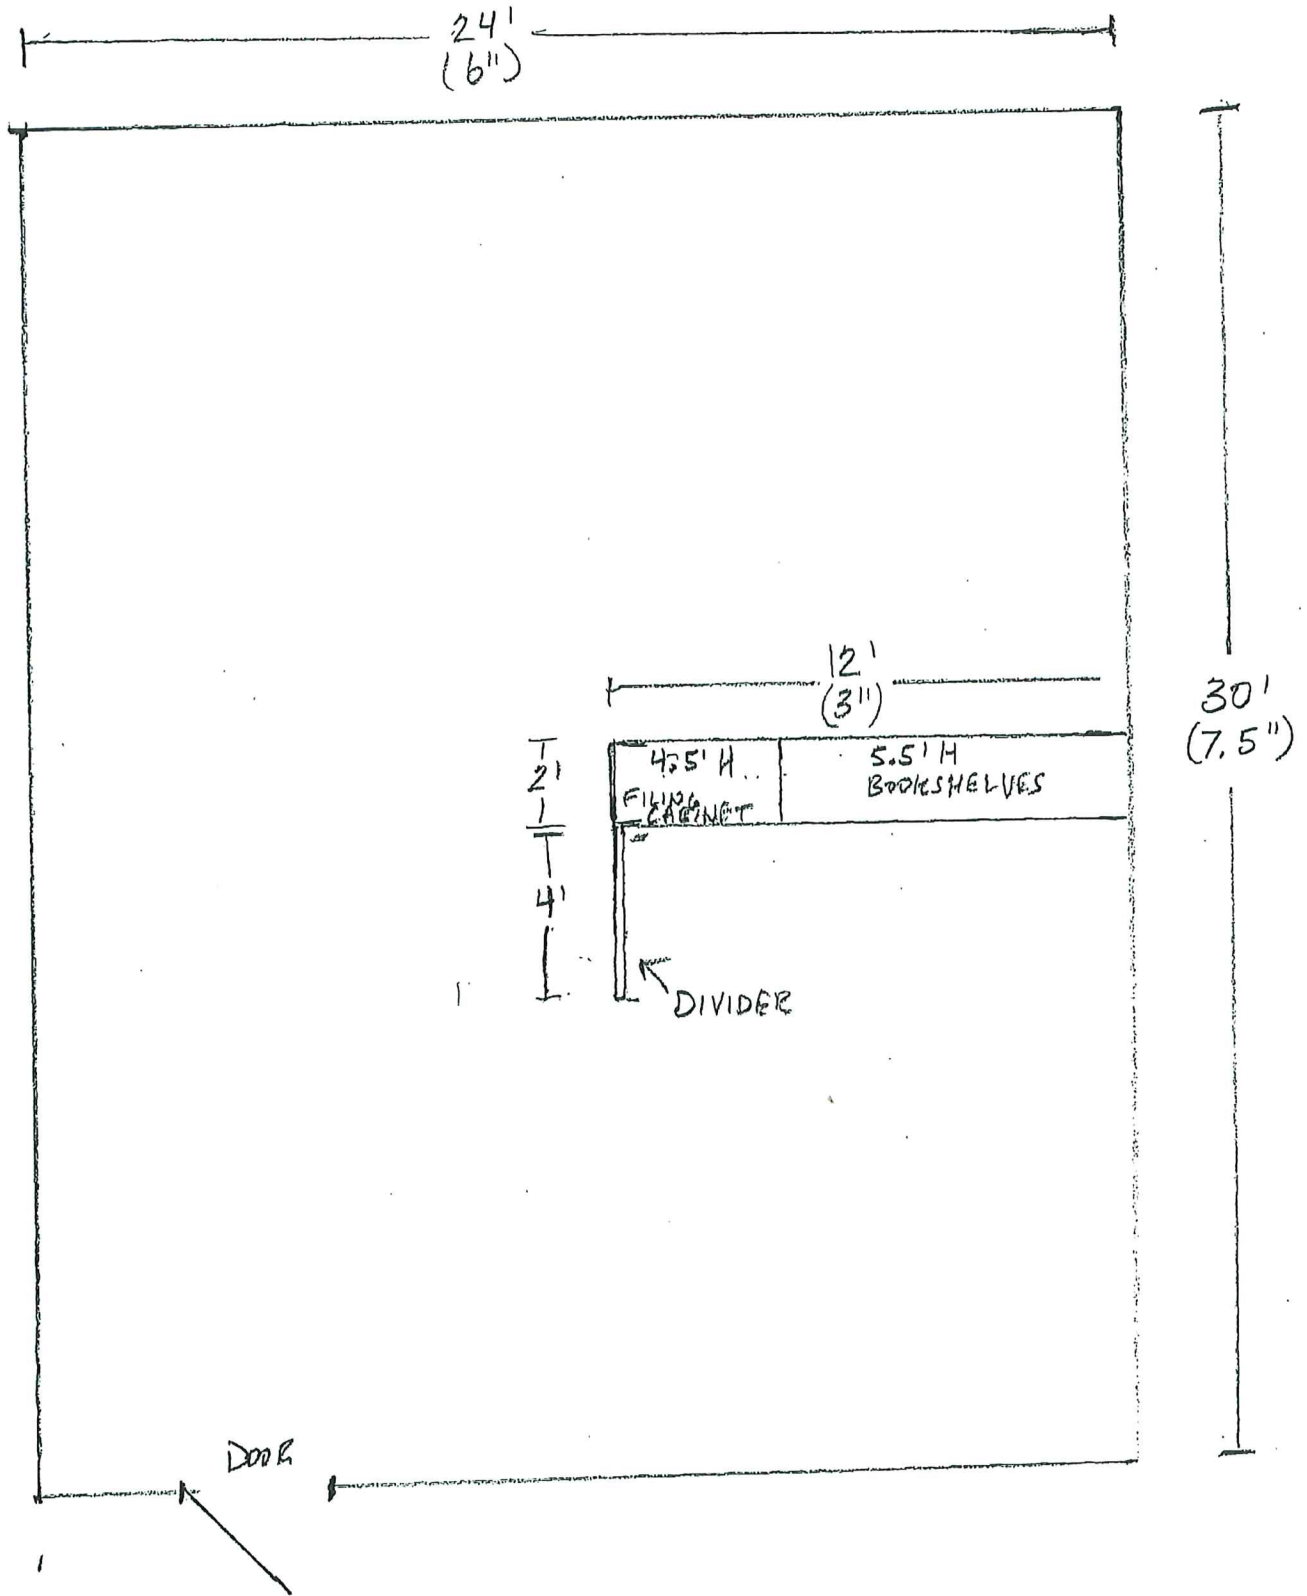 24'
(6")
12'
(3")
30'
(7.5")
2'
4.5' H
FILING
CABINET
5.5' H
BOOKSHELVES
4'
DIVIDER
DOOR